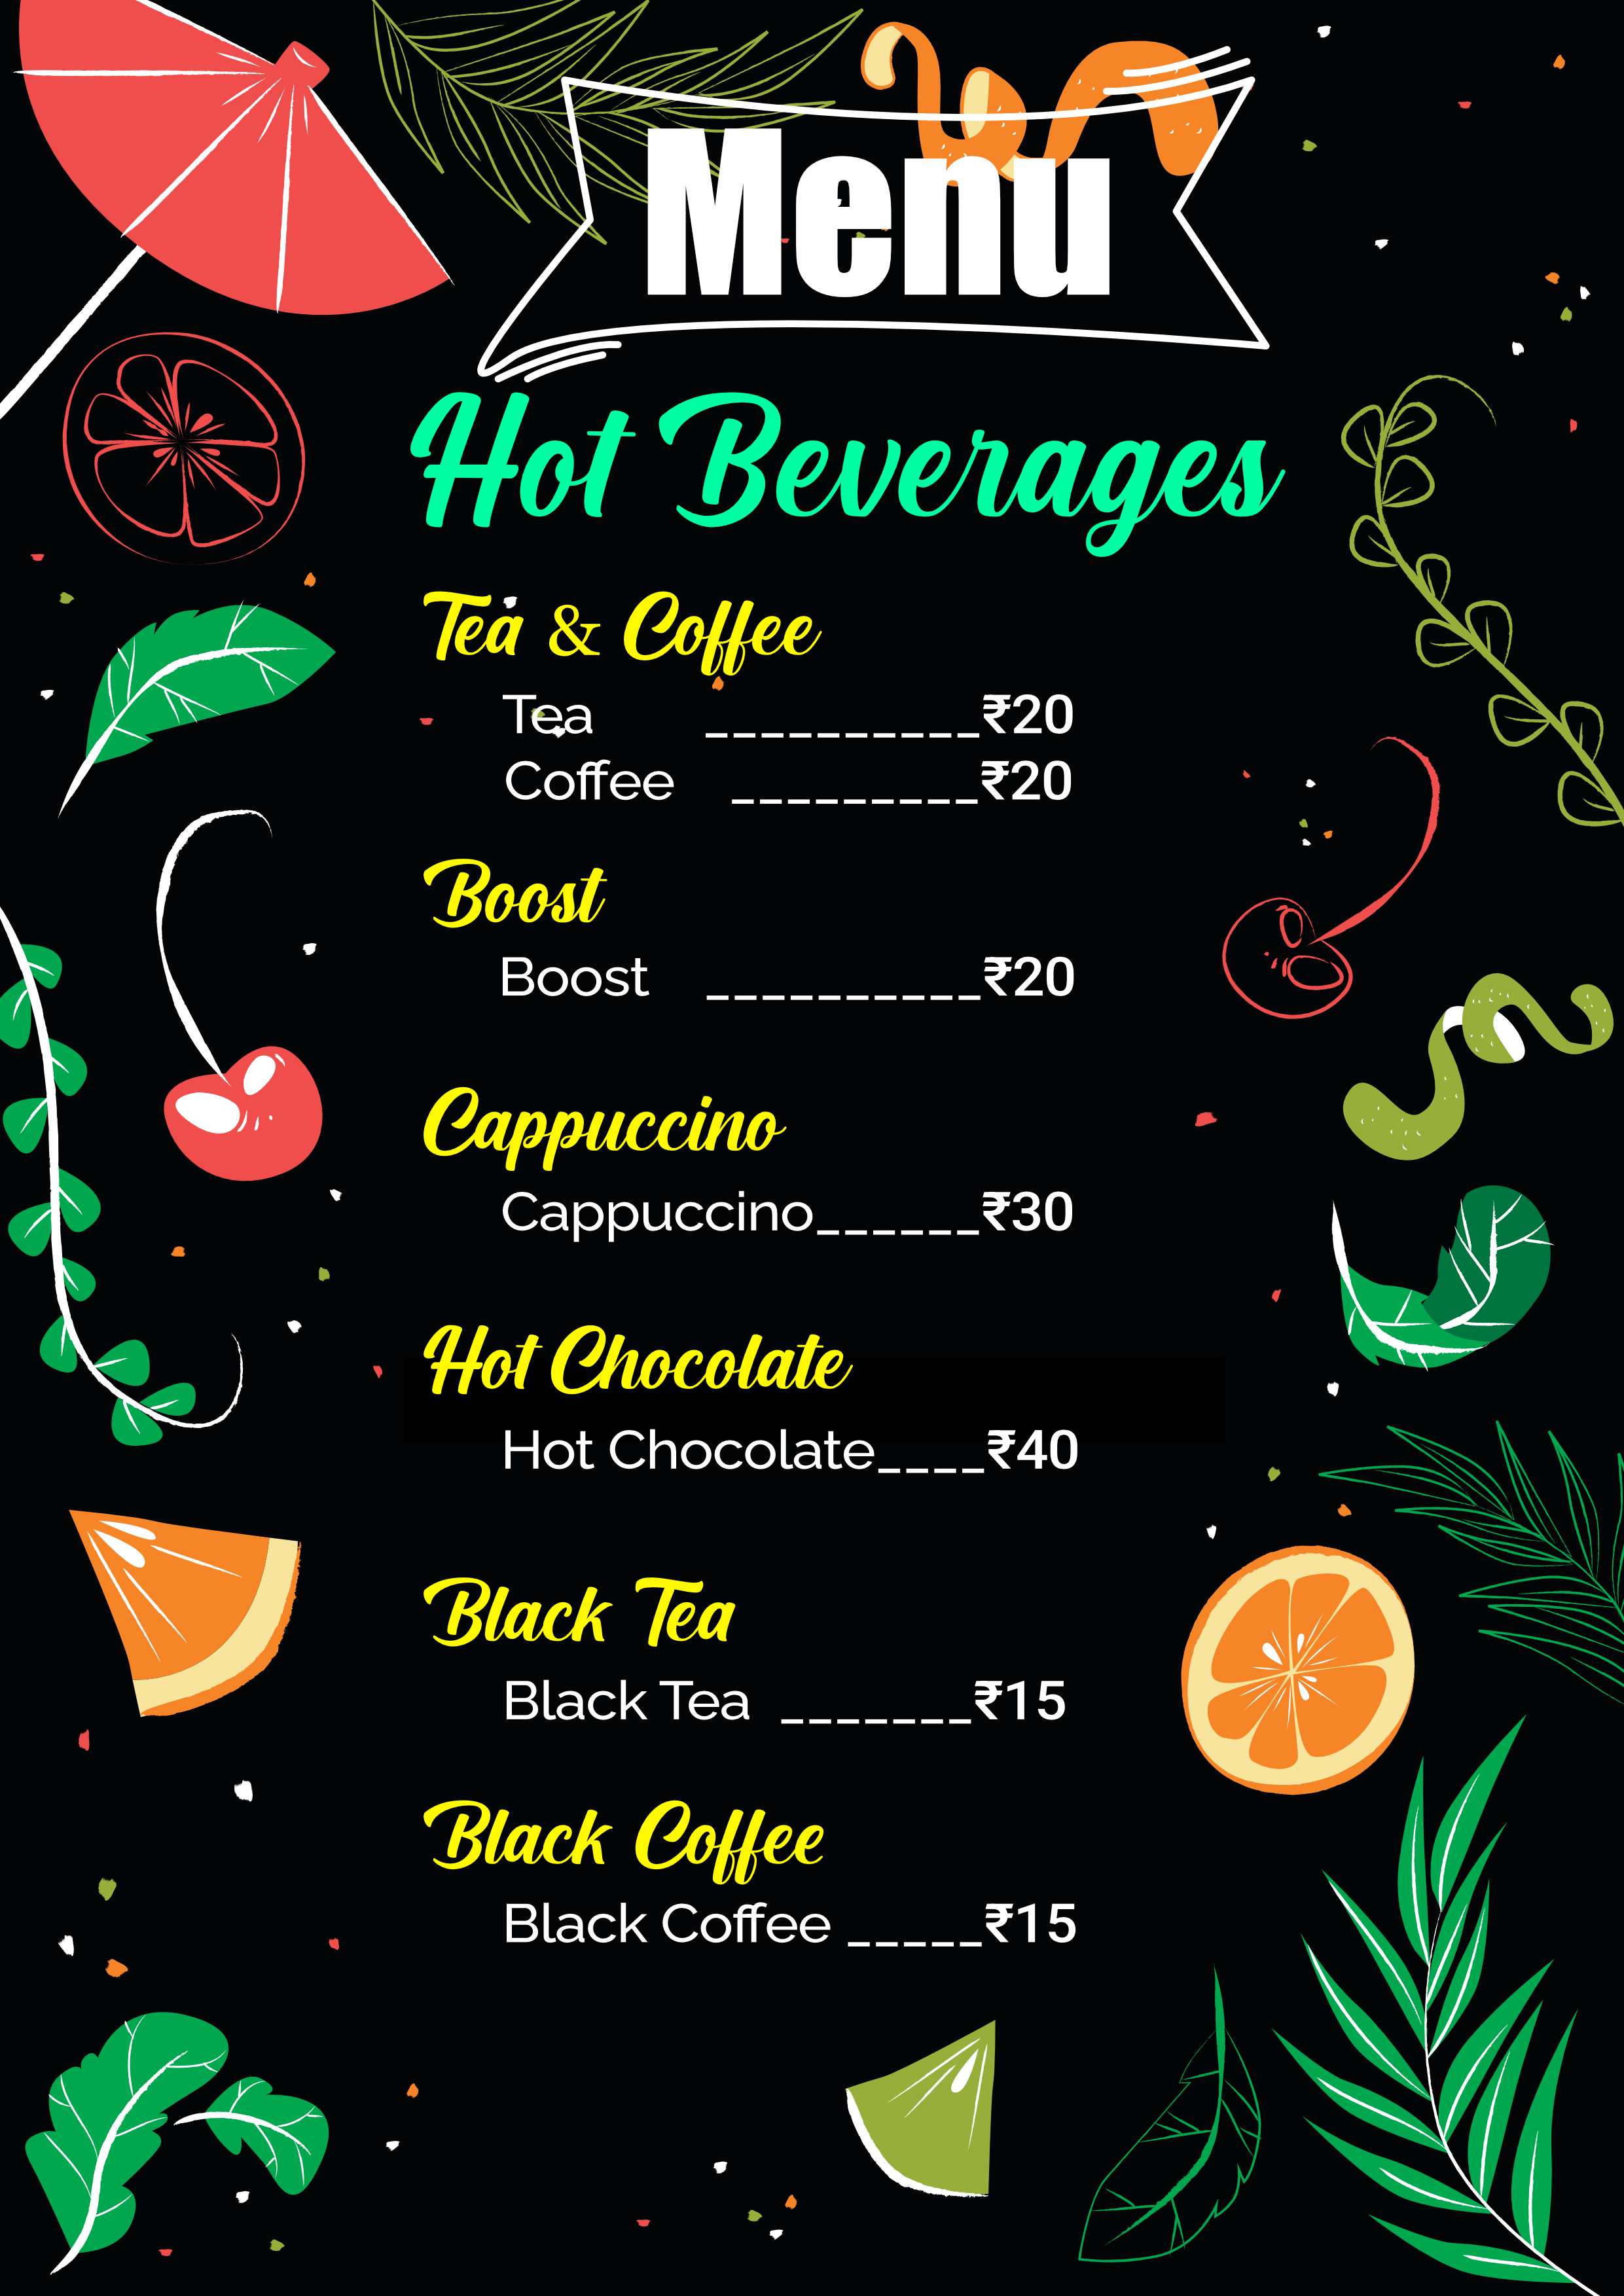 Menu
Hot Beverages
Tea & Coffee
Tea __________₹20
Coffee _________₹20
Boost
Boost __________₹20
Cappuccino
Cappuccino______₹30
Hot Chocolate
Hot Chocolate____₹40
Black Tea
Black Tea _______₹15
Black Coffee
Black Coffee _____₹15